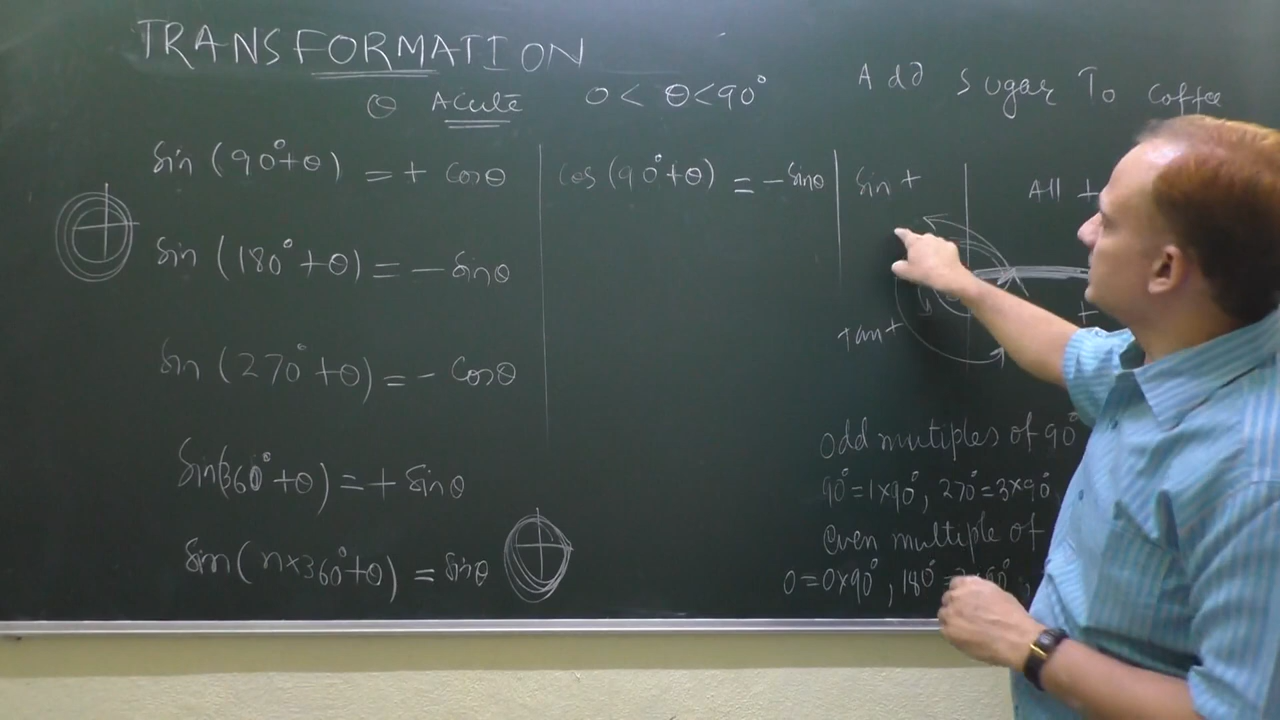 TRANSFORMATION
θ Acute 0 < θ < 90°
Add Sugar To Coffee
sin (90° + θ) = + cosθ
cos (90° + θ) = - sinθ
sin +
All +
sin (180° + θ) = - sinθ
tan +
sin (270° + θ) = - cosθ
odd multiples of 90°
sin(360° + θ) = + sinθ
90° = 1×90°, 270° = 3×90°,
even multiple of
sin( n×360° + θ) = sinθ
0 = 0×90°, 180° = 2×90°,